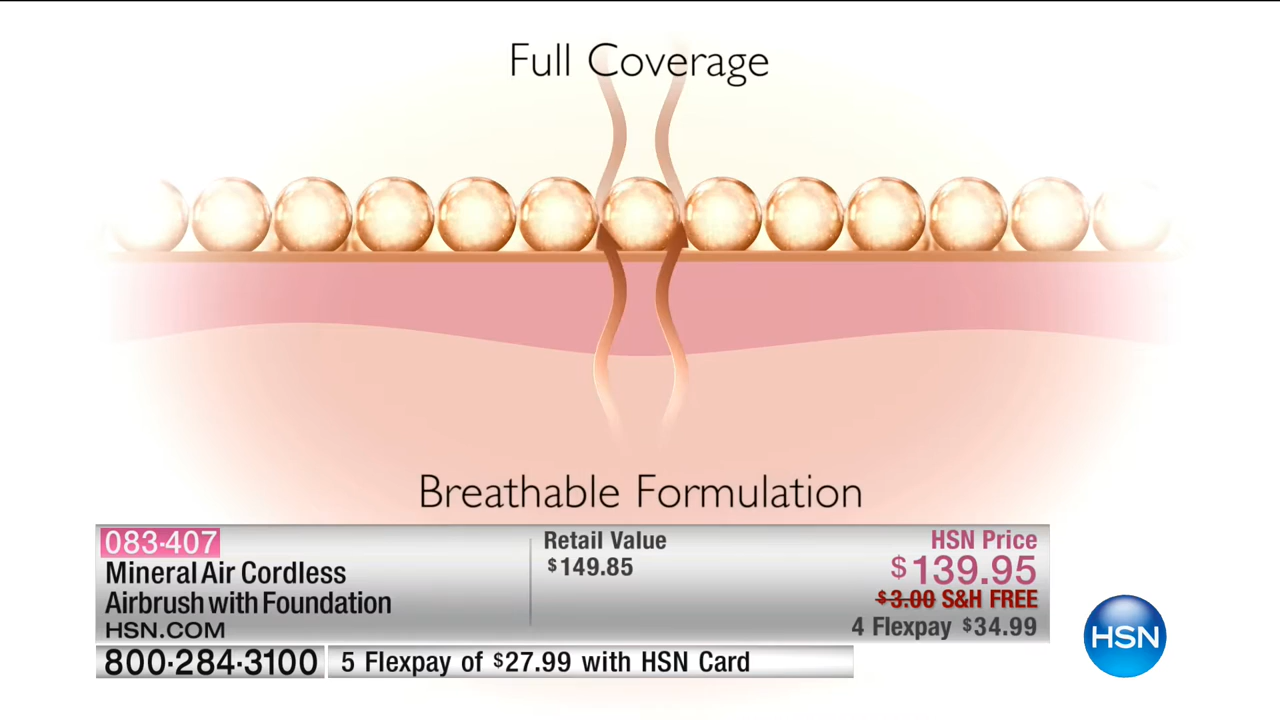 Full Coverage
Breathable Formulation
083-407
Mineral Air Cordless
Airbrush with Foundation
HSN.COM
Retail Value
$149.85
HSN Price
$139.95
$3.00 S&H FREE
4 Flexpay $34.99
800-284-3100
5 Flexpay of $27.99 with HSN Card
HSN